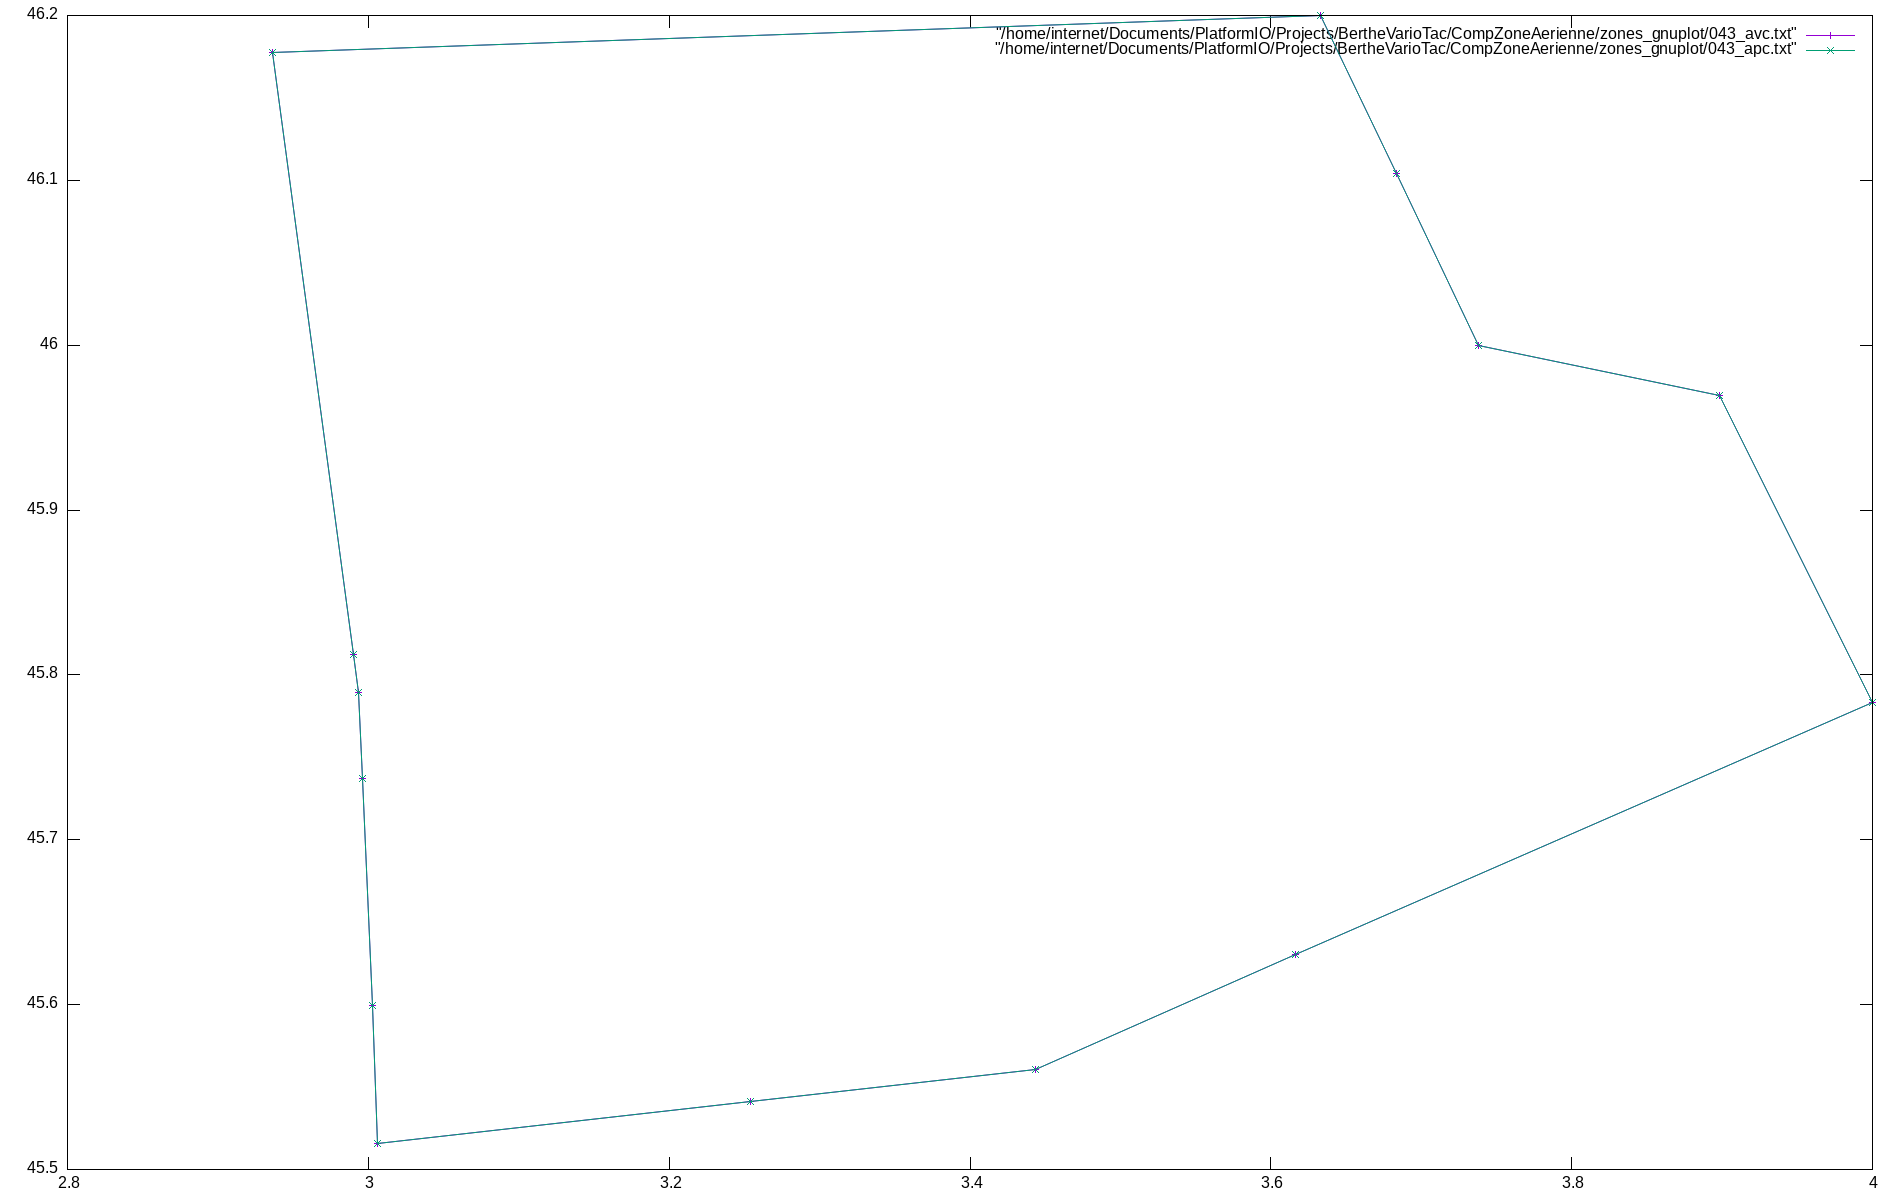 46.2
"/home/internet/Documents/PlatformIO/Projects/BertheVarioTac/CompZoneAerienne/zones_gnuplot/043_avc.txt"
"/home/internet/Documents/PlatformIO/Projects/BertheVarioTac/CompZoneAerienne/zones_gnuplot/043_apc.txt"
46.1
46
45.9
45.8
45.7
45.6
45.5
2.8 3 3.2 3.4 3.6 3.8 4